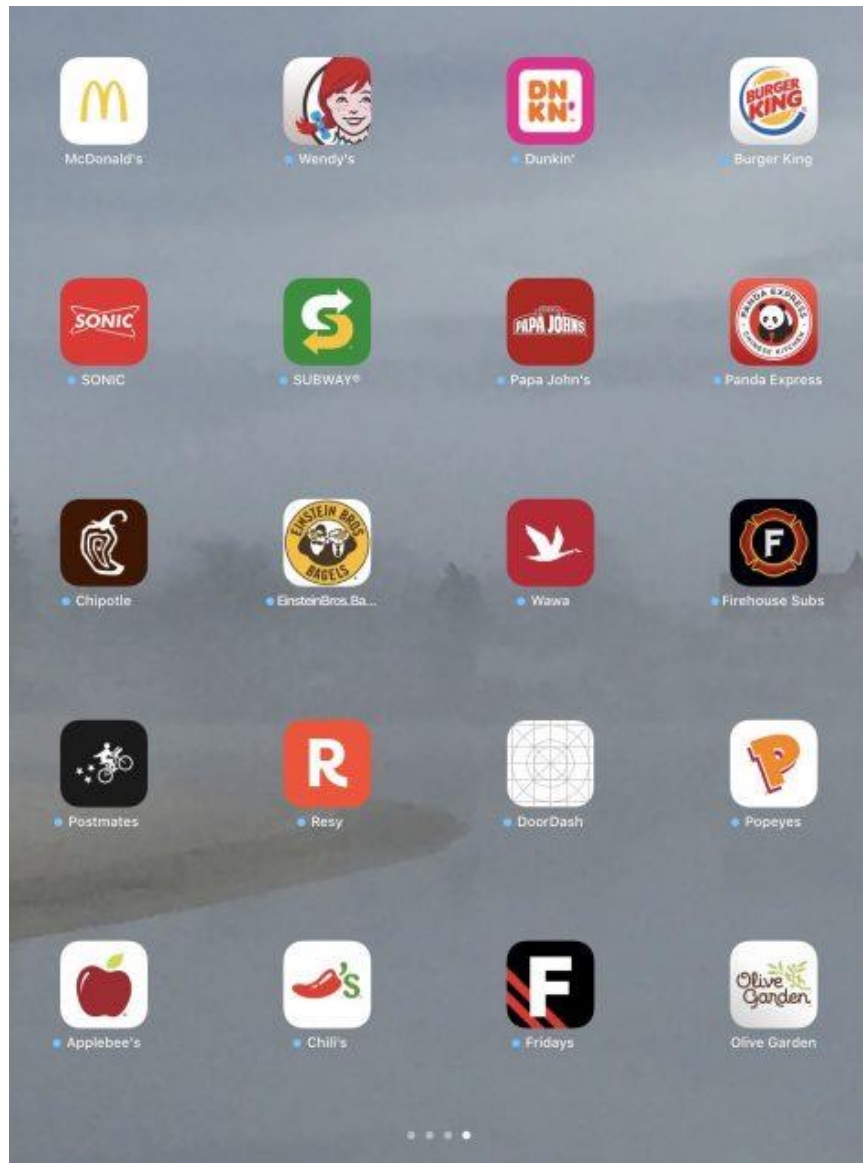 McDonald's
Wendy's
DN
KN'
Dunkin'
BURGER
KING
Burger King
SONIC
SONIC
SUBWAY®
PAPA JOHNS
Papa John's
PANDA EXPRESS
CHINESE KITCHEN
Panda Express
Chipotle
EINSTEIN BROS
BAGELS
Einstein Bros. Ba...
Wawa
F
Firehouse Subs
Postmates
R
Resy
DoorDash
P
Popeyes
Applebee's
's
Chili's
F
Fridays
Olive
Garden
Olive Garden